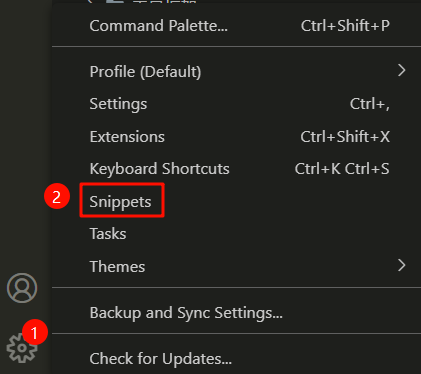 Command Palette... Ctrl+Shift+P
Profile (Default)
Settings Ctrl+,
Extensions Ctrl+Shift+X
Keyboard Shortcuts Ctrl+K Ctrl+S
2 Snippets
Tasks
Themes
Backup and Sync Settings...
1
Check for Updates...